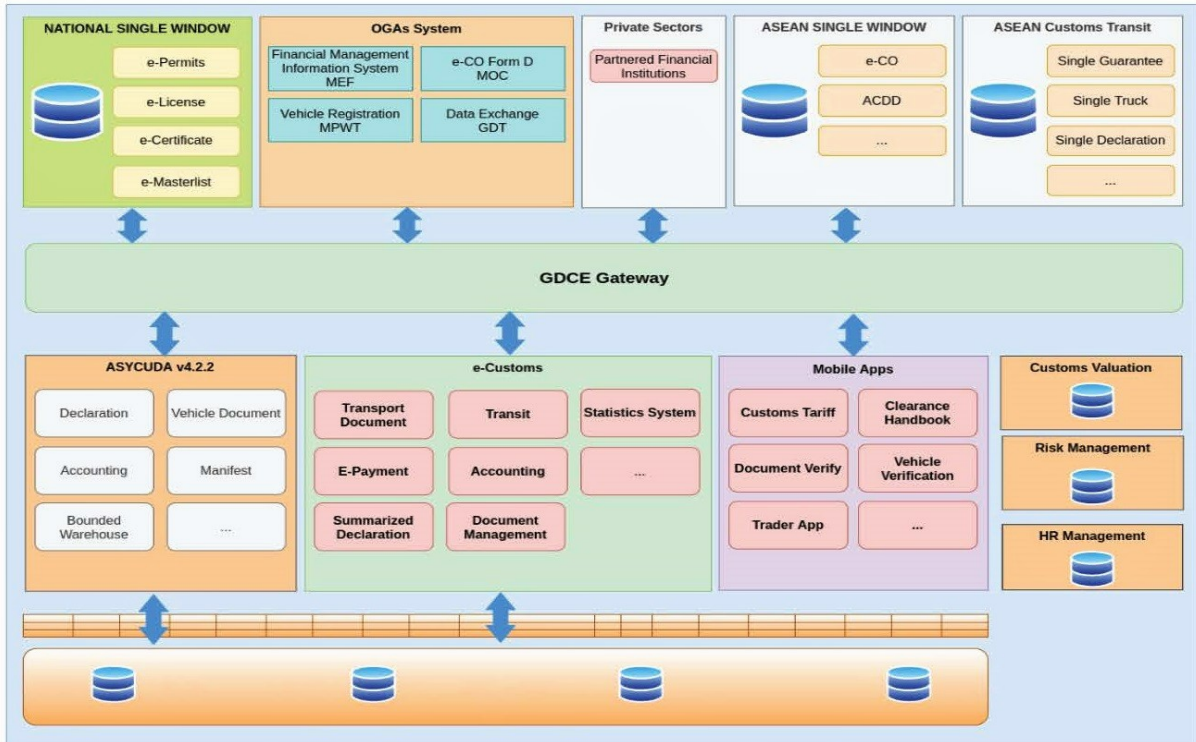 NATIONAL SINGLE WINDOW
e-Permits
e-License
e-Certificate
e-Masterlist
OGAs System
Financial Management
Information System
MEF
e-CO Form D
MOC
Vehicle Registration
MPWT
Data Exchange
GDT
Private Sectors
Partnered Financial
Institutions
ASEAN SINGLE WINDOW
e-CO
ACDD
...
ASEAN Customs Transit
Single Guarantee
Single Truck
Single Declaration
...
GDCE Gateway
ASYCUDA v4.2.2
Declaration
Vehicle Document
Accounting
Manifest
Bounded
Warehouse
...
e-Customs
Transport
Document
Transit
Statistics System
E-Payment
Accounting
...
Summarized
Declaration
Document
Management
Mobile Apps
Customs Tariff
Clearance
Handbook
Document Verify
Vehicle
Verification
Trader App
...
Customs Valuation
Risk Management
HR Management